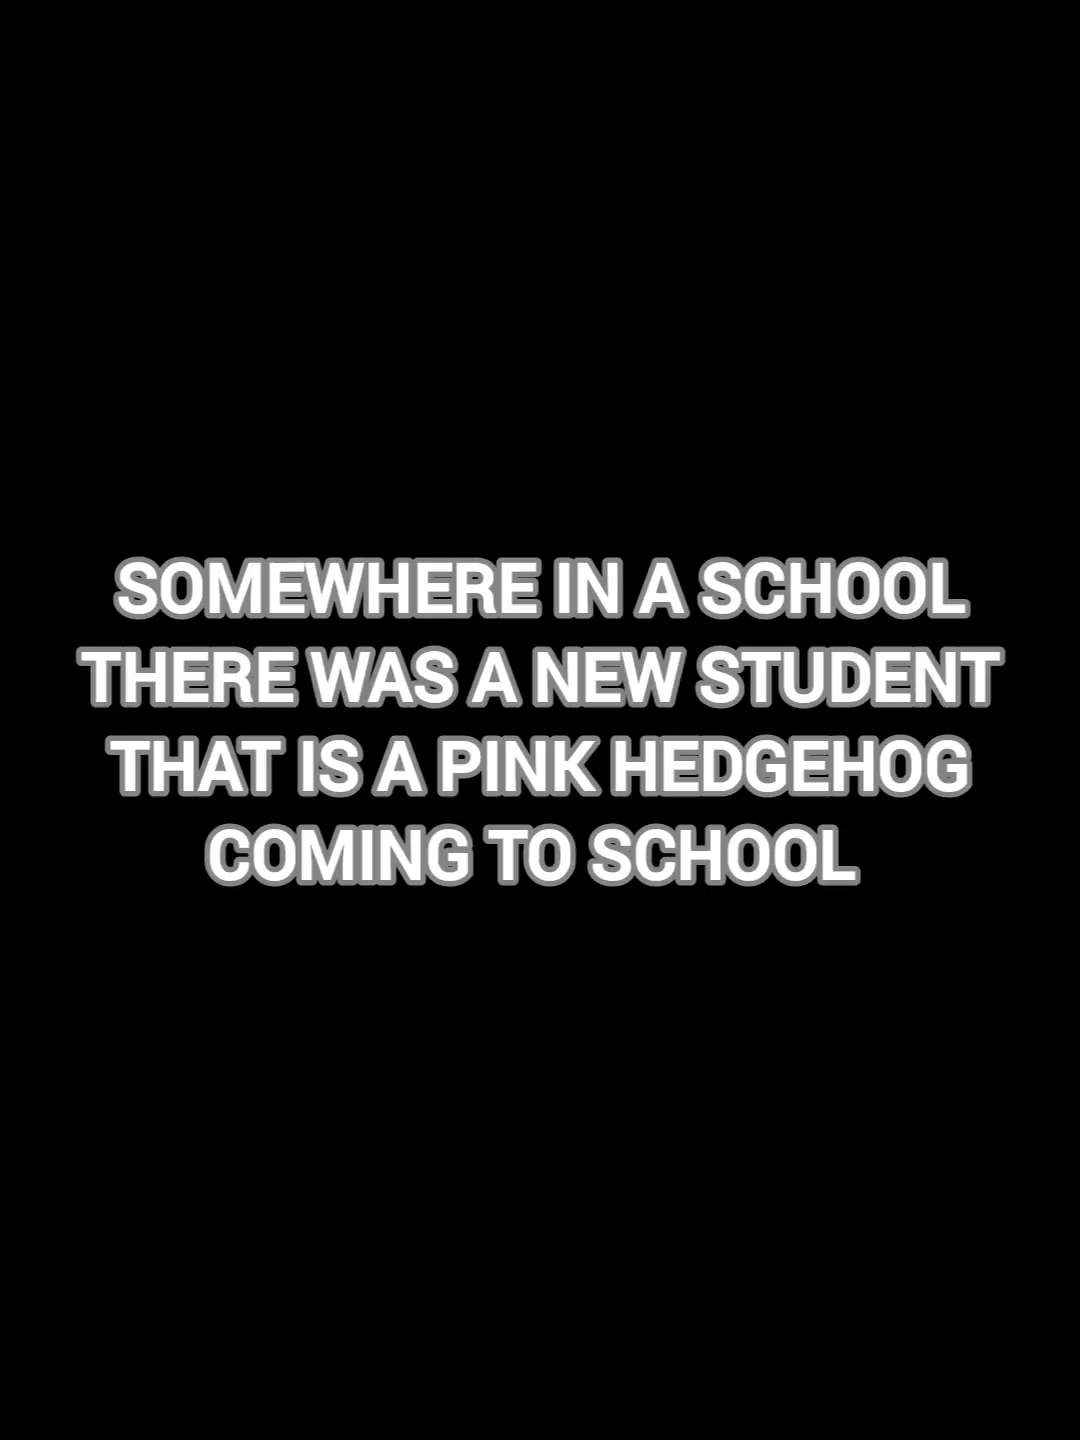 SOMEWHERE IN A SCHOOL
THERE WAS A NEW STUDENT
THAT IS A PINK HEDGEHOG
COMING TO SCHOOL